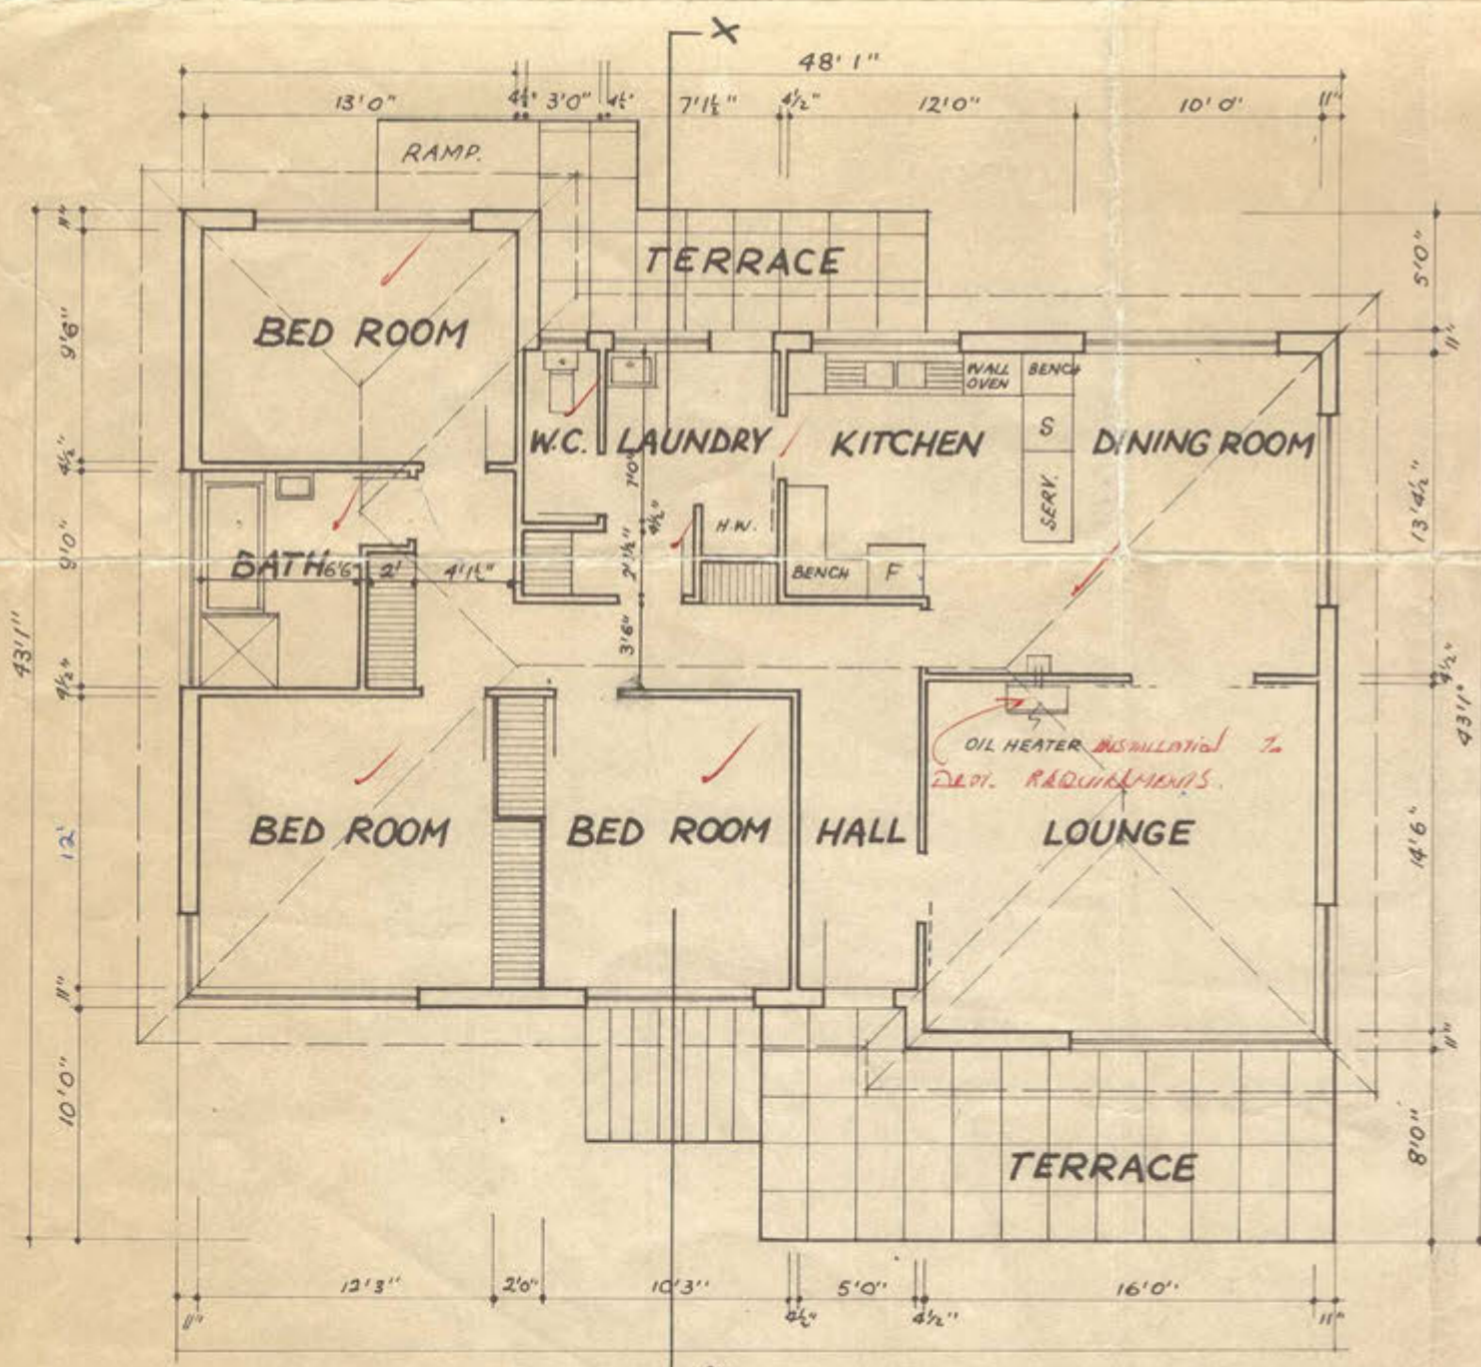 X
48'1"
13'0" 4½" 3'0" 4½" 7'1½" 4½" 12'0" 10'0" 11"
RAMP.
11"
TERRACE
5'0"
BED ROOM
9'6"
11"
WALL OVEN
BENCH
W.C. LAUNDRY KITCHEN S DINING ROOM
4½"
7'0"
SERV.
13'4½"
4½"
H.W.
9'0"
BATH 6'6 2' 4'1½"
2'1½"
BENCH F
3'6"
43'1"
4½"
4½"
43'1"
OIL HEATER INSTALLATION To
DEPT. REQUIREMENTS.
BED ROOM BED ROOM HALL LOUNGE
12'
14'6"
11"
11"
10'0"
TERRACE
8'0"
12'3" 2'0" 10'3" 5'0" 16'0"
11" 4½" 4½" 11"